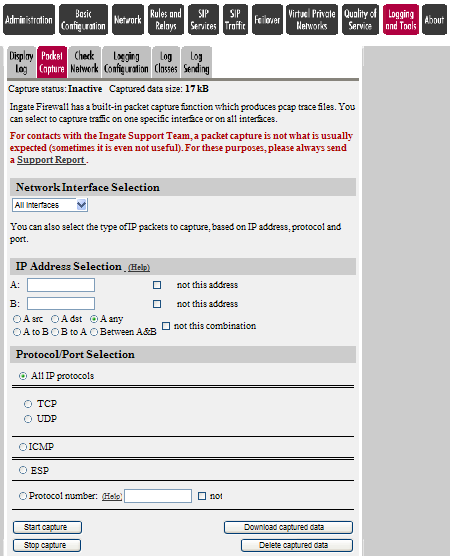 Administration
Basic Configuration
Network
Rules and Relays
SIP Services
SIP Traffic
Failover
Virtual Private Networks
Quality of Service
Logging and Tools
About
Display Log
Packet Capture
Check Network
Logging Configuration
Log Classes
Log Sending
Capture status: Inactive Captured data size: 17 kB
Ingate Firewall has a built-in packet capture function which produces pcap trace files. You
can select to capture traffic on one specific interface or on all interfaces.
For contacts with the Ingate Support Team, a packet capture is not what is usually
expected (sometimes it is even not useful). For these purposes, please always send
a Support Report .
Network Interface Selection
All interfaces
You can also select the type of IP packets to capture, based on IP address, protocol and
port.
IP Address Selection (Help)
A: not this address
B: not this address
A src A dst A any
A to B B to A Between A&B not this combination
Protocol/Port Selection
All IP protocols
TCP
UDP
ICMP
ESP
Protocol number: (Help) not
Start capture Download captured data
Stop capture Delete captured data